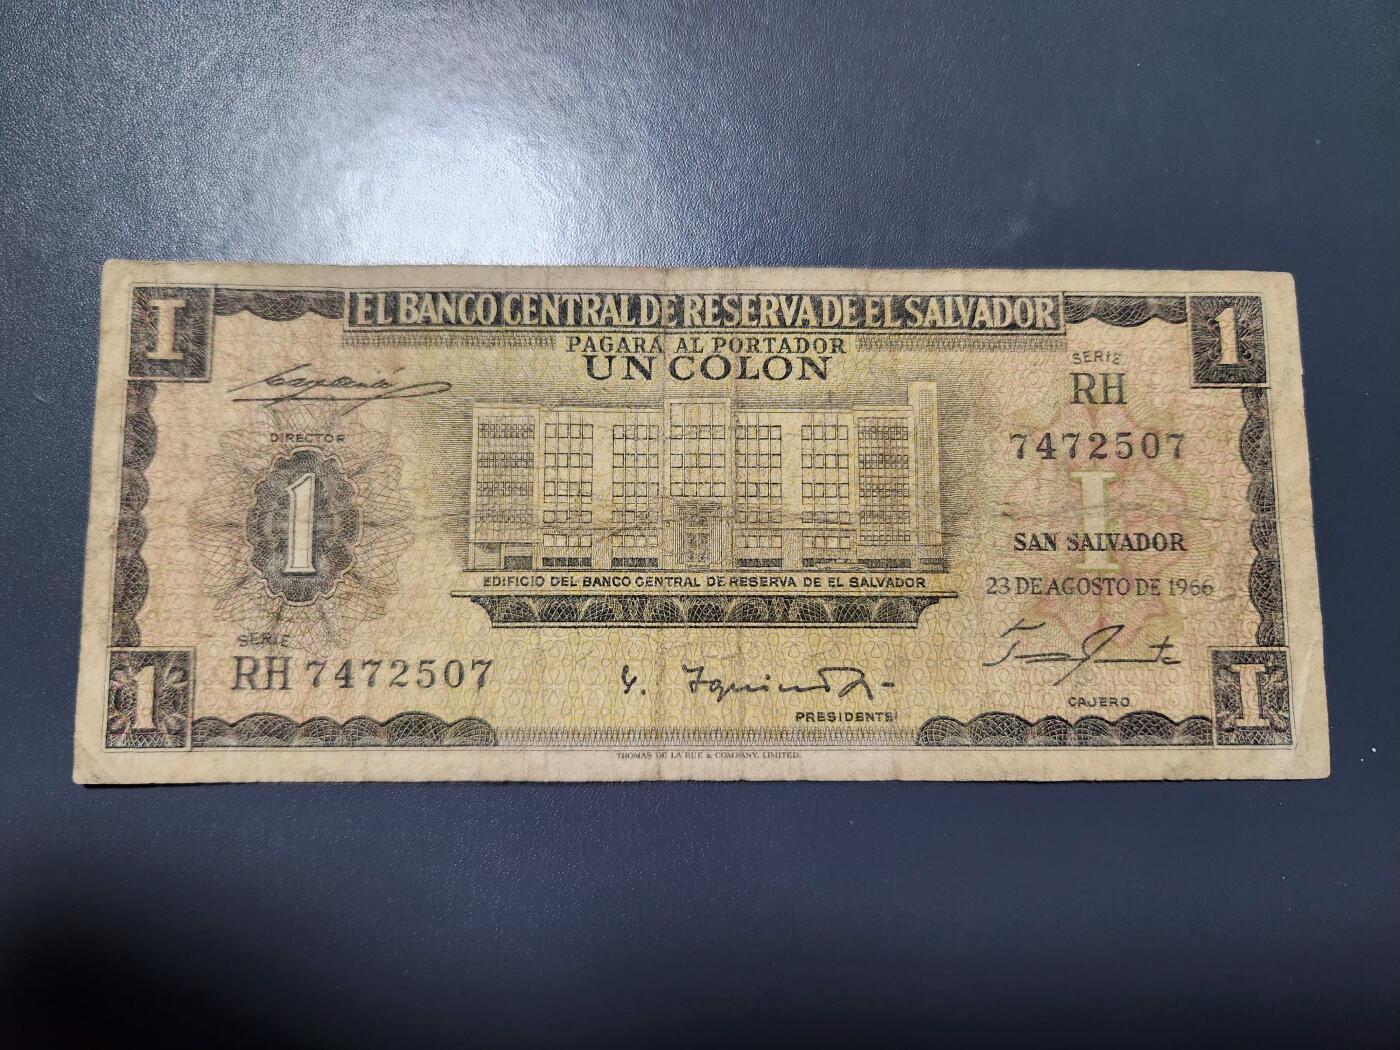 I
EL BANCO CENTRAL DE RESERVA DE EL SALVADOR
1
PAGARÁ AL PORTADOR
UN COLON
SERIE
RH
7472507
DIRECTOR
1
I
SAN SALVADOR
23 DE AGOSTO DE 1966
EDIFICIO DEL BANCO CENTRAL DE RESERVA DE EL SALVADOR
SERIE
RH 7472507
1
PRESIDENTE
CAJERO
I
THOMAS DE LA RUE & COMPANY, LIMITED.